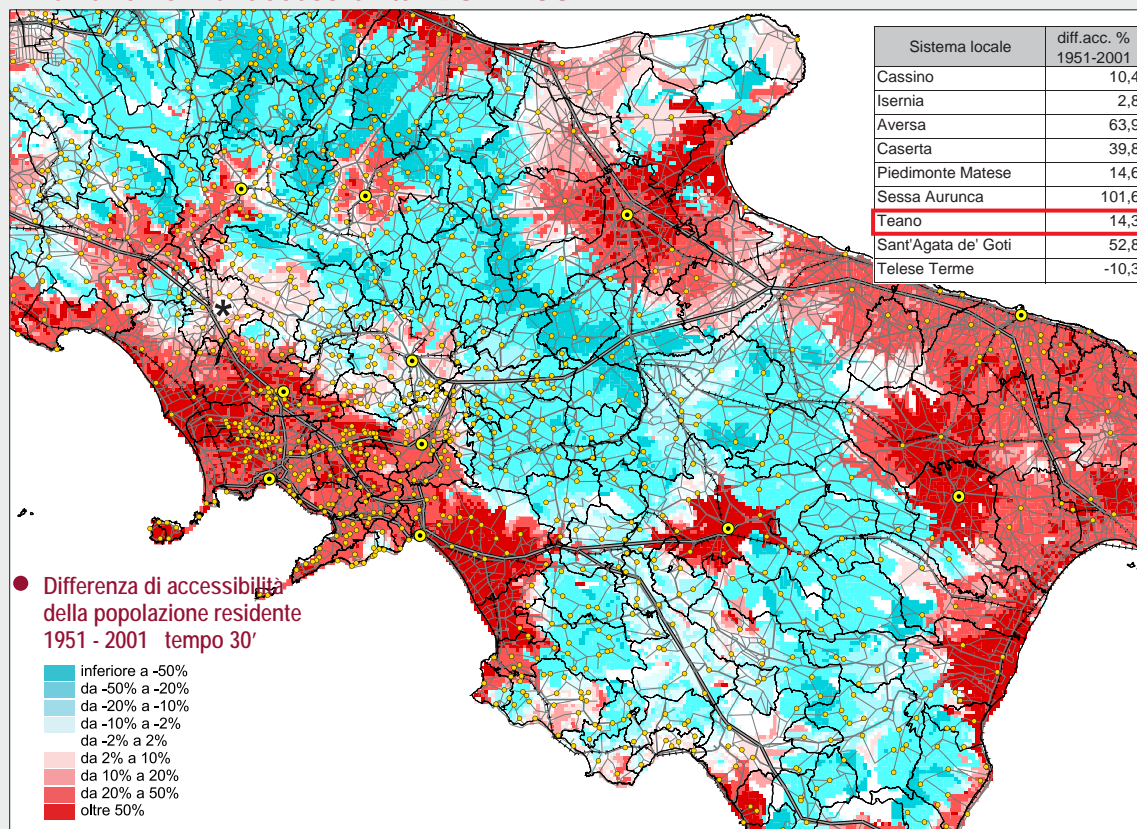 Sistema locale diff.acc. % 1951-2001
Cassino 10,4
Isernia 2,8
Aversa 63,9
Caserta 39,8
Piedimonte Matese 14,6
Sessa Aurunca 101,6
Teano 14,3
Sant'Agata de' Goti 52,8
Telese Terme -10,3
*
● Differenza di accessibilità
della popolazione residente
1951 - 2001 tempo 30'
inferiore a -50%
da -50% a -20%
da -20% a -10%
da -10% a -2%
da -2% a 2%
da 2% a 10%
da 10% a 20%
da 20% a 50%
oltre 50%